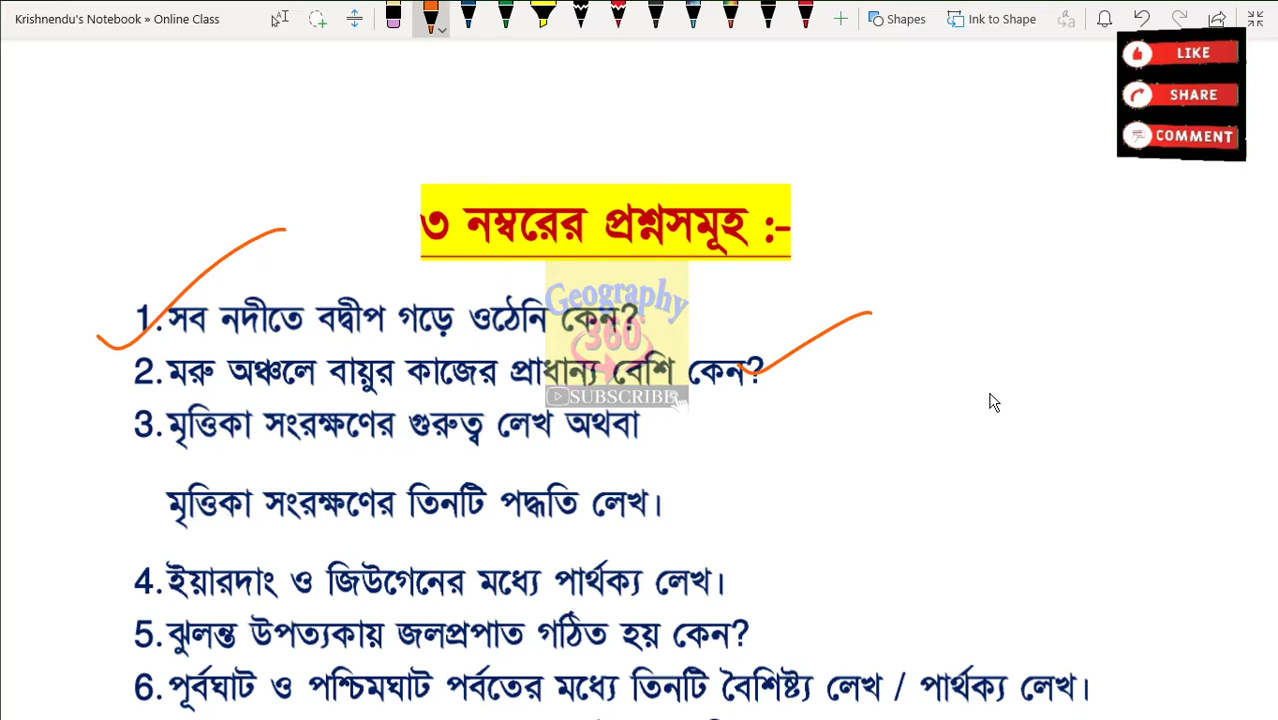 Krishnendu's Notebook » Online Class
Shapes
Ink to Shape
LIKE
SHARE
COMMENT
৩ নম্বরের প্রশ্নসমূহ :-
1. সব নদীতে বদ্বীপ গড়ে ওঠেনি কেন?
2. মরু অঞ্চলে বায়ুর কাজের প্রাধান্য বেশি কেন?
3. মৃত্তিকা সংরক্ষণের গুরুত্ব লেখ অথবা
মৃত্তিকা সংরক্ষণের তিনটি পদ্ধতি লেখ।
4. ইয়ারদাং ও জিউগেনের মধ্যে পার্থক্য লেখ।
5. ঝুলন্ত উপত্যকায় জলপ্রপাত গঠিত হয় কেন?
6. পূর্বঘাট ও পশ্চিমঘাট পর্বতের মধ্যে তিনটি বৈশিষ্ট্য লেখ / পার্থক্য লেখ।
Geography
360
SUBSCRIBE